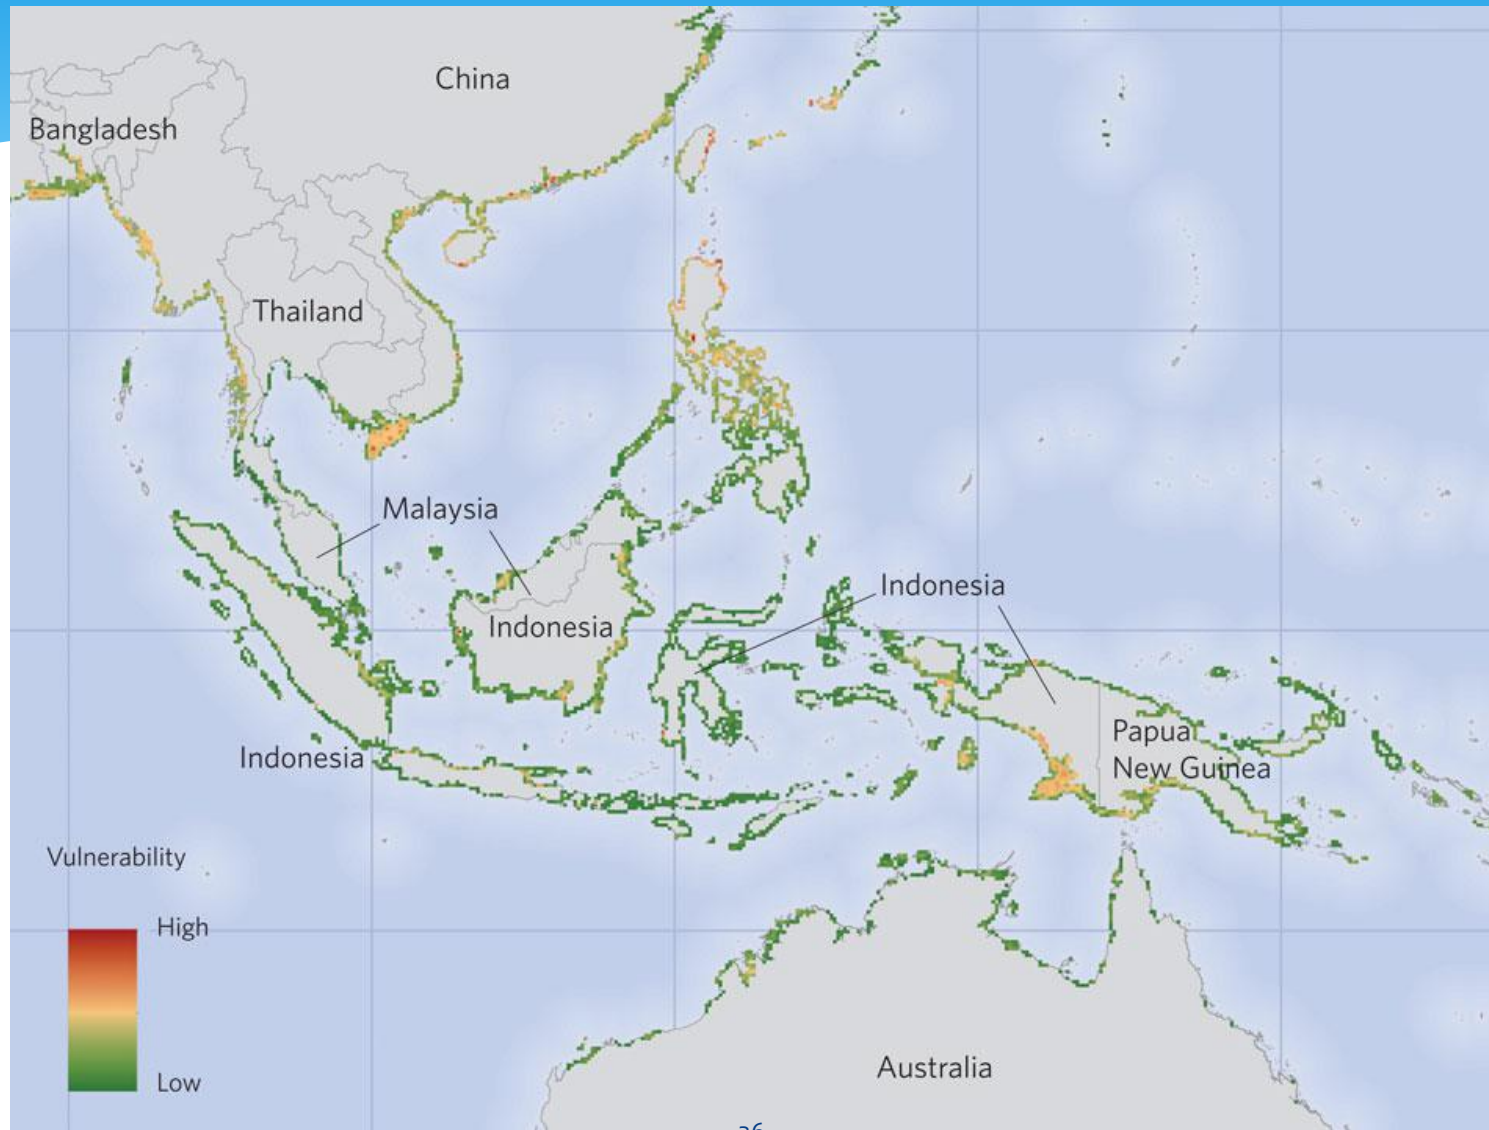 China
Bangladesh
Thailand
Malaysia
Indonesia
Indonesia
Indonesia
Papua
New Guinea
Vulnerability
High
Low
Australia